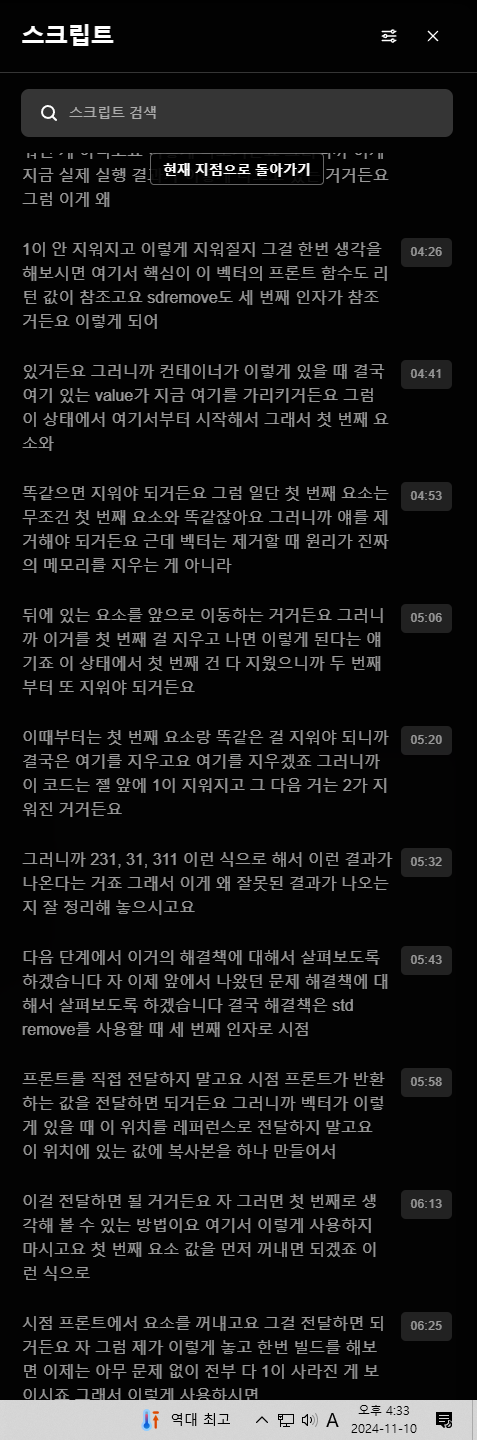 스크립트
스크립트 검색
현재 지점으로 돌아가기
지금 실제 실행 거거든요
그럼 이게 왜
1이 안 지워지고 이렇게 지워질지 그걸 한번 생각을
04:26
해보시면 여기서 핵심이 이 벡터의 프론트 함수도 리
턴 값이 참조고요 sdremove도 세 번째 인자가 참조
거든요 이렇게 되어
있거든요 그러니까 컨테이너가 이렇게 있을 때 결국
04:41
여기 있는 value가 지금 여기를 가리키거든요 그럼
이 상태에서 여기서부터 시작해서 그래서 첫 번째 요
소와
똑같으면 지워야 되거든요 그럼 일단 첫 번째 요소는
04:53
무조건 첫 번째 요소와 똑같잖아요 그러니까 얘를 제
거해야 되거든요 근데 벡터는 제거할 때 원리가 진짜
의 메모리를 지우는 게 아니라
뒤에 있는 요소를 앞으로 이동하는 거거든요 그러니
05:06
까 이거를 첫 번째 걸 지우고 나면 이렇게 된다는 얘
기죠 이 상태에서 첫 번째 건 다 지웠으니까 두 번째
부터 또 지워야 되거든요
이때부터는 첫 번째 요소랑 똑같은 걸 지워야 되니까
05:20
결국은 여기를 지우고요 여기를 지우겠죠 그러니까
이 코드는 젤 앞에 1이 지워지고 그 다음 거는 2가 지
워진 거거든요
그러니까 231, 31, 311 이런 식으로 해서 이런 결과가
05:32
나온다는 거죠 그래서 이게 왜 잘못된 결과가 나오는
지 잘 정리해 놓으시고요
다음 단계에서 이거의 해결책에 대해서 살펴보도록
05:43
하겠습니다 자 이제 앞에서 나왔던 문제 해결책에 대
해서 살펴보도록 하겠습니다 결국 해결책은 std
remove를 사용할 때 세 번째 인자로 시점
프론트를 직접 전달하지 말고요 시점 프론트가 반환
05:58
하는 값을 전달하면 되거든요 그러니까 벡터가 이렇
게 있을 때 이 위치를 레퍼런스로 전달하지 말고요
이 위치에 있는 값에 복사본을 하나 만들어서
이걸 전달하면 될 거거든요 자 그러면 첫 번째로 생
06:13
각해 볼 수 있는 방법이요 여기서 이렇게 사용하지
마시고요 첫 번째 요소 값을 먼저 꺼내면 되겠죠 이
런 식으로
시점 프론트에서 요소를 꺼내고요 그걸 전달하면 되
06:25
거든요 자 그럼 제가 이렇게 놓고 한번 빌드를 해보
면 이제는 아무 문제 없이 전부 다 1이 사라진 게 보
이시죠 그래서 이렇게 사용하시면
역대 최고
A
오후 4:33
2024-11-10